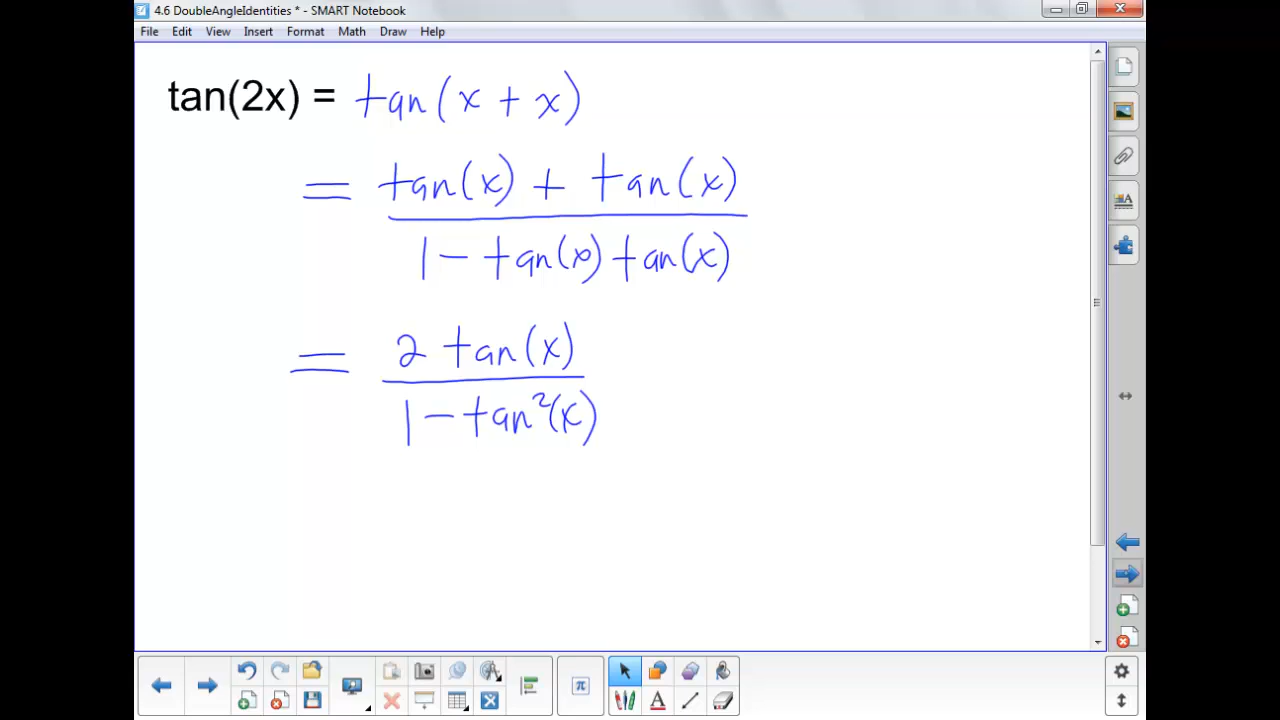 4.6 DoubleAngleIdentities * - SMART Notebook
File Edit View Insert Format Math Draw Help
tan(2x) = tan(x + x)
= tan(x) + tan(x)
1 - tan(x) tan(x)
= 2 tan(x)
1 - tan²(x)